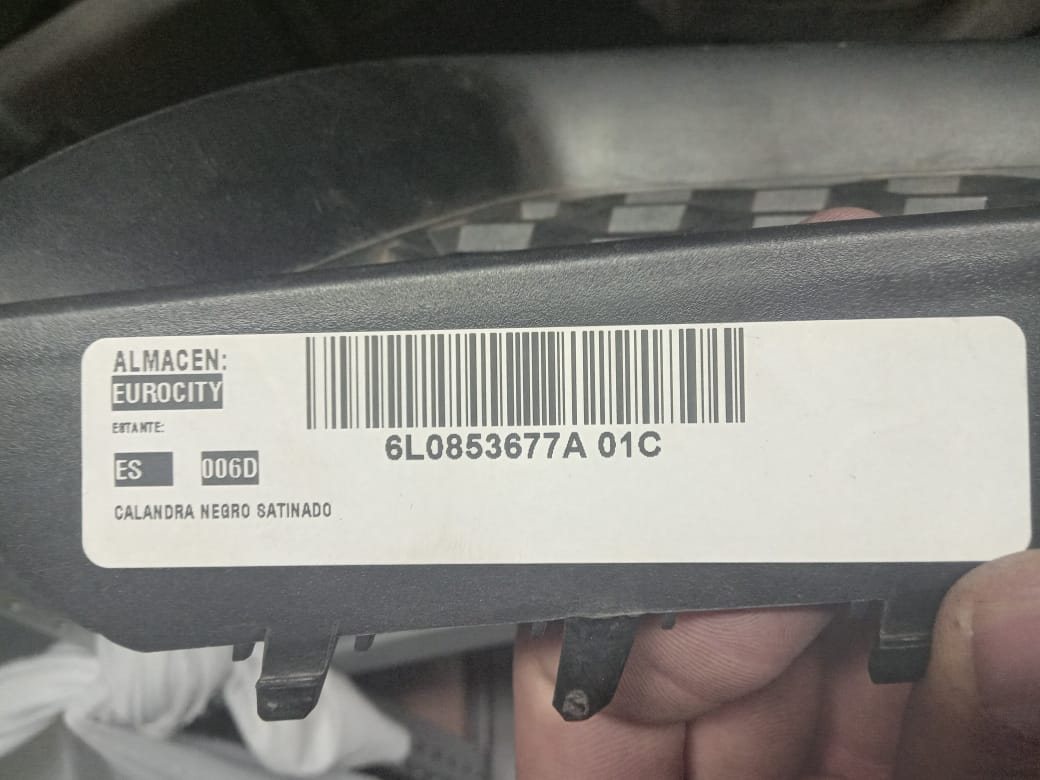 ALMACEN:
EUROCITY
ESTANTE:
ES 006D
CALANDRA NEGRO SATINADO
6L0853677A 01C